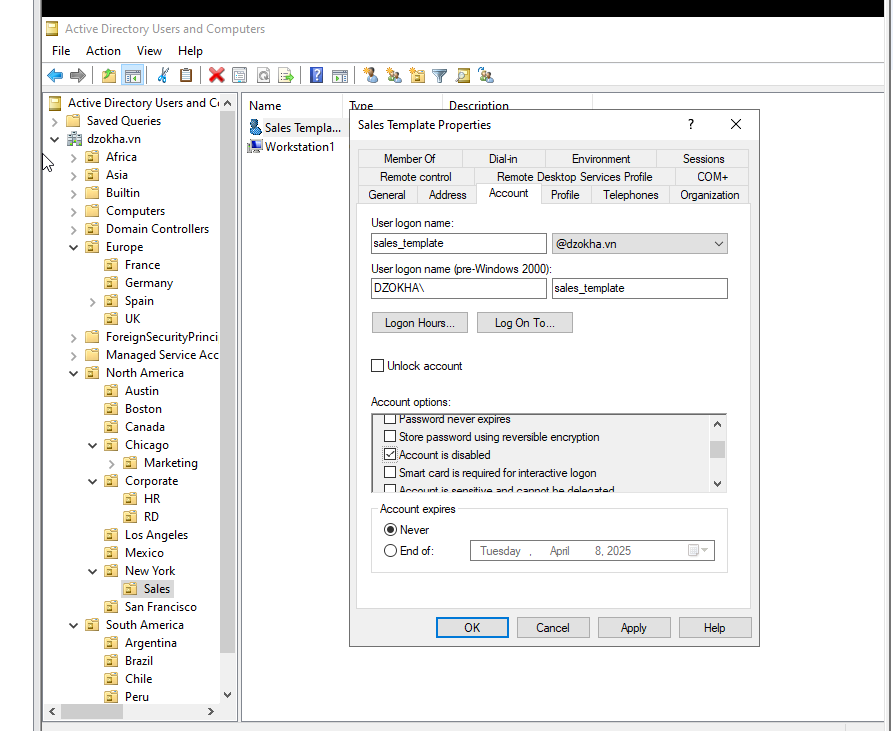 Active Directory Users and Computers
File Action View Help
Active Directory Users and Co
Saved Queries
dzokha.vn
Africa
Asia
Builtin
Computers
Domain Controllers
Europe
France
Germany
Spain
UK
ForeignSecurityPrinci
Managed Service Acc
North America
Austin
Boston
Canada
Chicago
Marketing
Corporate
HR
RD
Los Angeles
Mexico
New York
Sales
San Francisco
South America
Argentina
Brazil
Chile
Peru
Name Type Description
Sales Templa...
Workstation1
Sales Template Properties
Member Of Dial-in Environment Sessions
Remote control Remote Desktop Services Profile COM+
General Address Account Profile Telephones Organization
User logon name:
sales_template @dzokha.vn
User logon name (pre-Windows 2000):
DZOKHA\ sales_template
Logon Hours... Log On To...
Unlock account
Account options:
Password never expires
Store password using reversible encryption
Account is disabled
Smart card is required for interactive logon
Account is sensitive and cannot be delegated
Account expires
Never
End of: Tuesday , April 8, 2025
OK Cancel Apply Help